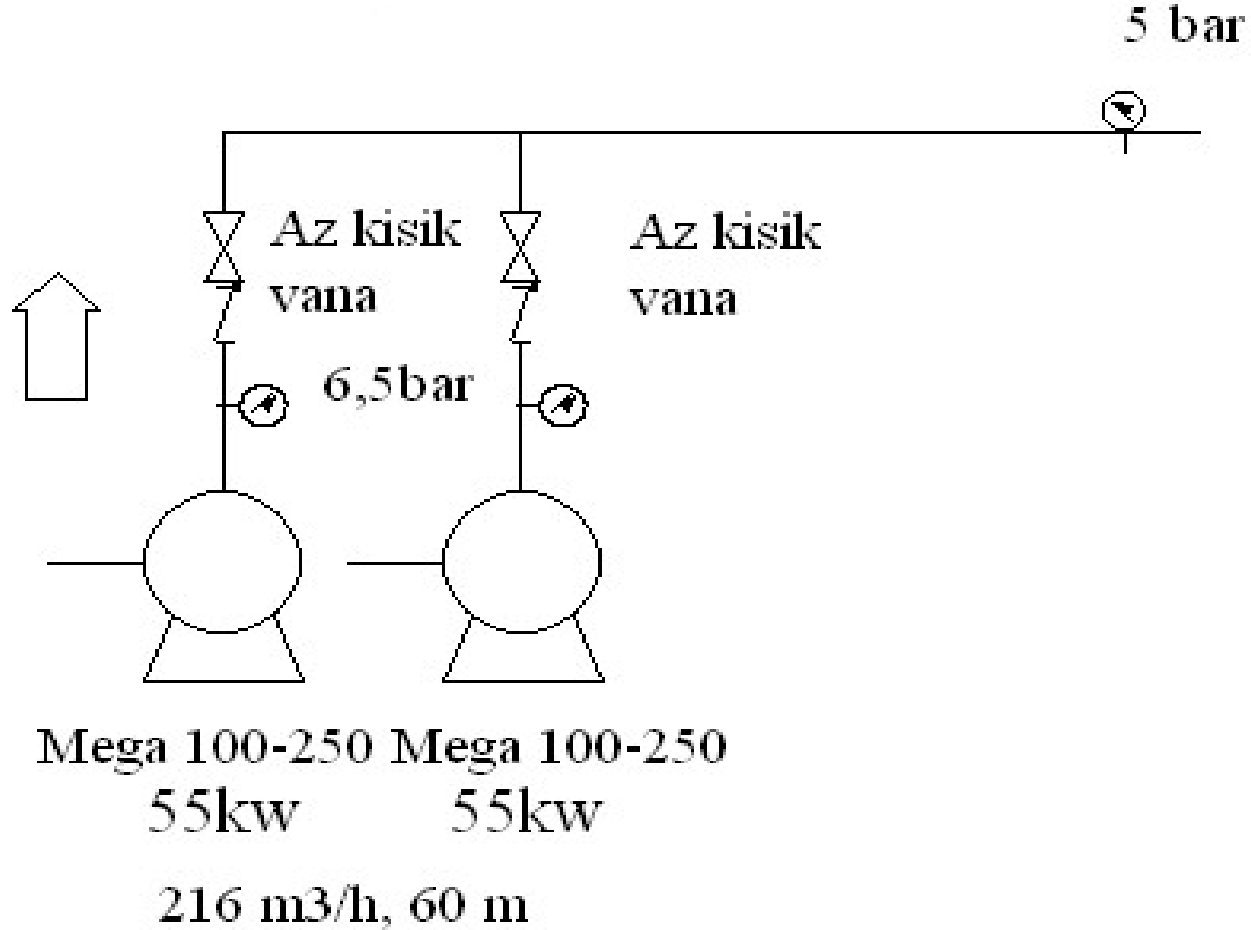 5 bar
Az kisik
vana
Az kisik
vana
6,5bar
Mega 100-250 Mega 100-250
55kw 55kw
216 m3/h, 60 m